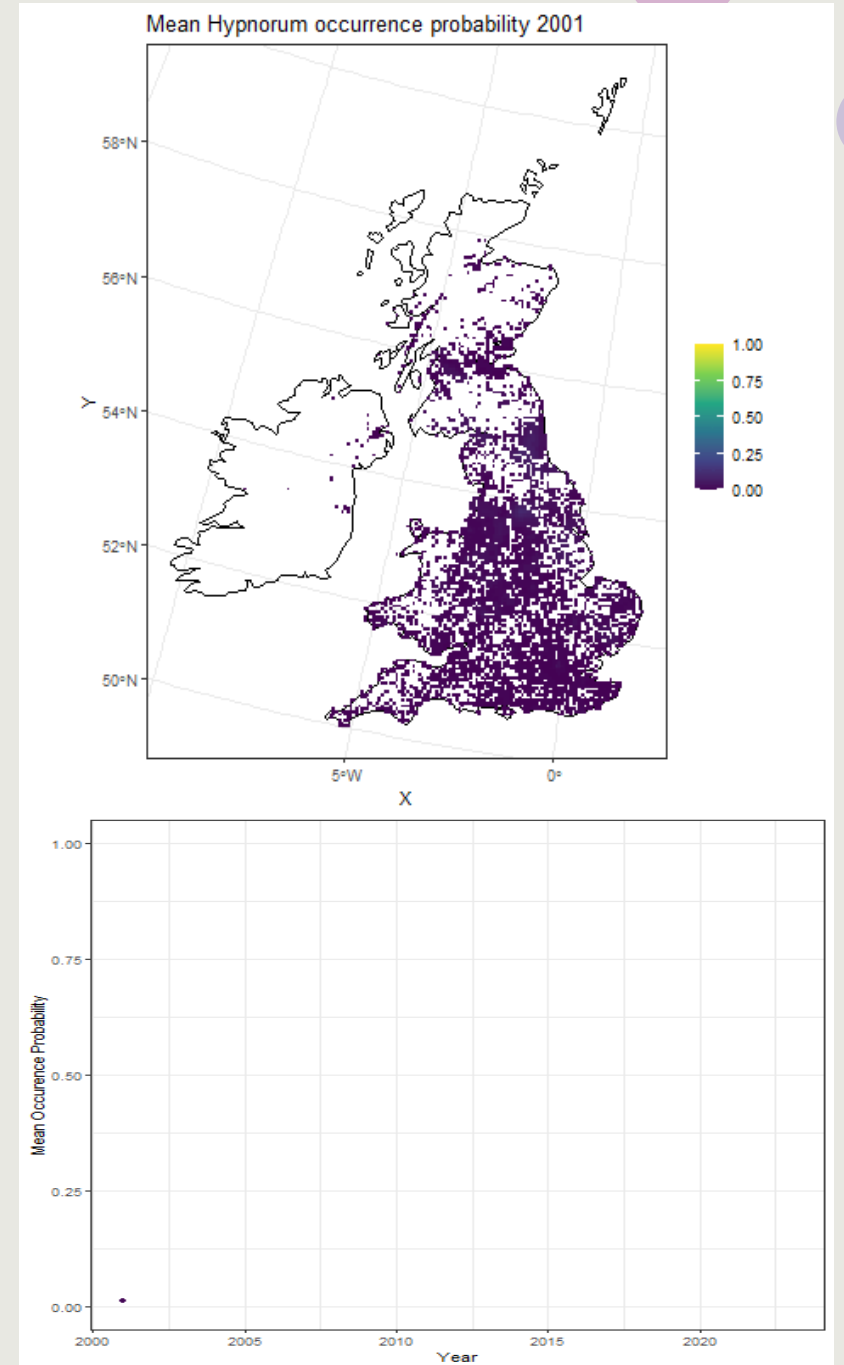 Mean Hypnorum occurrence probability 2001
58°N
56°N
54°N
52°N
50°N
Y
5°W
0°
X
1.00
0.75
0.50
0.25
0.00
1.00
0.75
0.50
0.25
0.00
Mean Occurence Probability
2000
2005
2010
2015
2020
Year